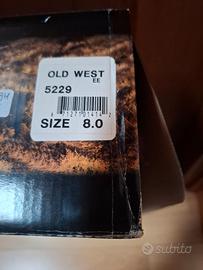 OLD WEST
EE
5229
SIZE 8.0
subito